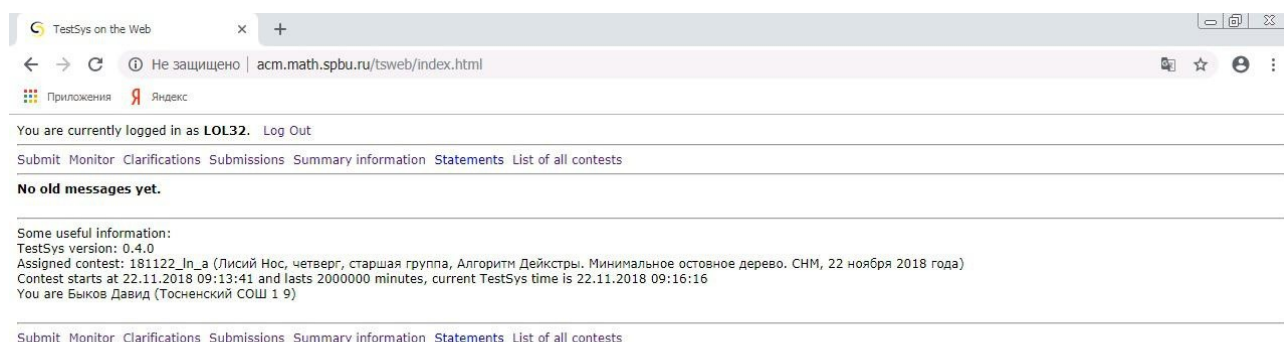 TestSys on the Web
Не защищено | acm.math.spbu.ru/tsweb/index.html
Приложения Яндекс
You are currently logged in as LOL32. Log Out
Submit Monitor Clarifications Submissions Summary information Statements List of all contests
No old messages yet.
Some useful information:
TestSys version: 0.4.0
Assigned contest: 181122_ln_a (Лисий Нос, четверг, старшая группа, Алгоритм Дейкстры. Минимальное остовное дерево. СНМ, 22 ноября 2018 года)
Contest starts at 22.11.2018 09:13:41 and lasts 2000000 minutes, current TestSys time is 22.11.2018 09:16:16
You are Быков Давид (Тосненский СОШ 1 9)
Submit Monitor Clarifications Submissions Summary information Statements List of all contests